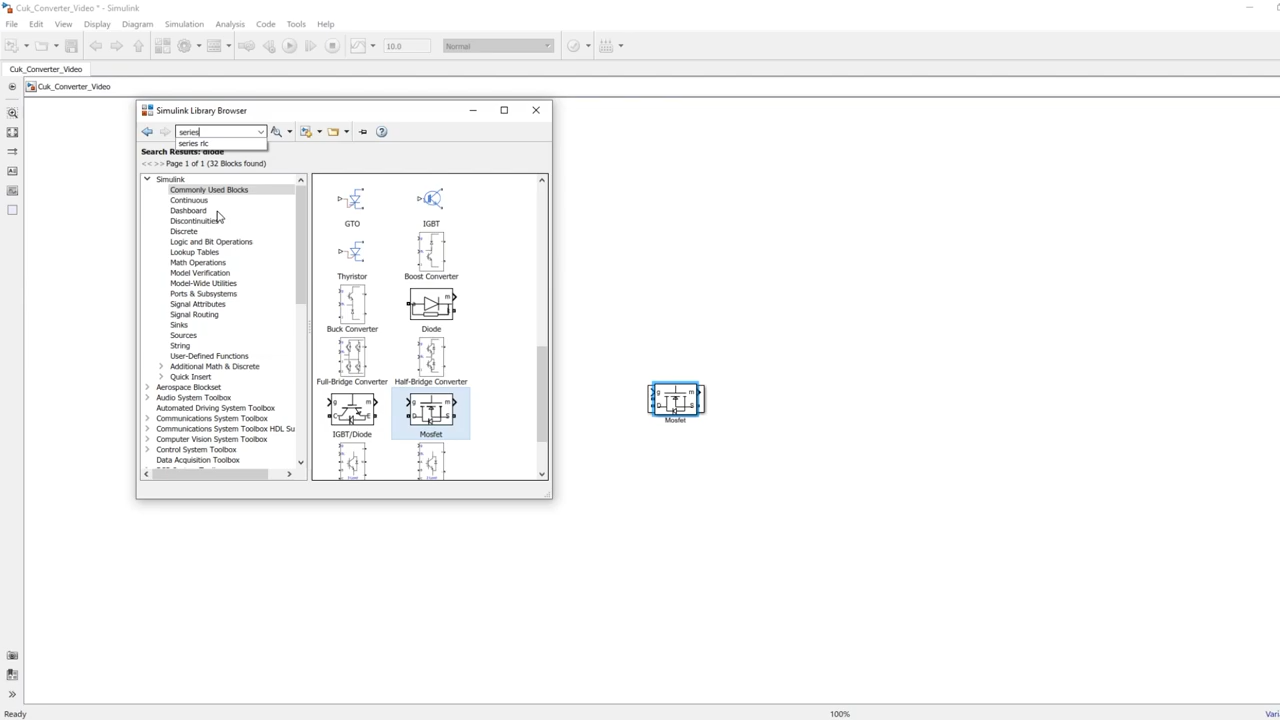 Cuk_Converter_Video * - Simulink
File Edit View Display Diagram Simulation Analysis Code Tools Help
10.0 Normal
Cuk_Converter_Video
Cuk_Converter_Video
Simulink Library Browser
series
series rlc
Search Results: diode
<< >> Page 1 of 1 (32 Blocks found)
Simulink
Commonly Used Blocks
Continuous
Dashboard
Discontinuities
Discrete
Logic and Bit Operations
Lookup Tables
Math Operations
Model Verification
Model-Wide Utilities
Ports & Subsystems
Signal Attributes
Signal Routing
Sinks
Sources
String
User-Defined Functions
Additional Math & Discrete
Quick Insert
Aerospace Blockset
Audio System Toolbox
Automated Driving System Toolbox
Communications System Toolbox
Communications System Toolbox HDL Su
Computer Vision System Toolbox
Control System Toolbox
Data Acquisition Toolbox
GTO IGBT
Thyristor Boost Converter
m
Buck Converter Diode
Full-Bridge Converter Half-Bridge Converter
g m g m
C E D S
IGBT/Diode Mosfet
g m
D S
Mosfet
Ready 100% Vari